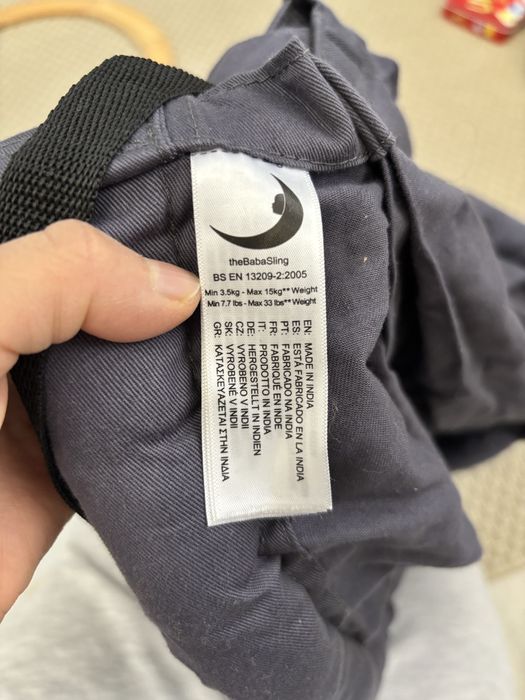 theBabaSling
BS EN 13209-2:2005
Min 3.5kg - Max 15kg** Weight
Min 7.7 lbs - Max 33 lbs** Weight
EN: MADE IN INDIA
ES: ESTÁ FABRICADO EN LA INDIA
PT: FABRICADO NA INDIA
FR: FABRIQUÉ EN INDE
IT: PRODOTTO IN INDIA
DE: HERGESTELLT IN INDIEN
CZ: VYROBENO V INDII
SK: VYROBENÉ V INDII
GR: ΚΑΤΑΣΚΕΥΑΖΕΤΑΙ ΣΤΗΝ ΙΝΔΙΑ